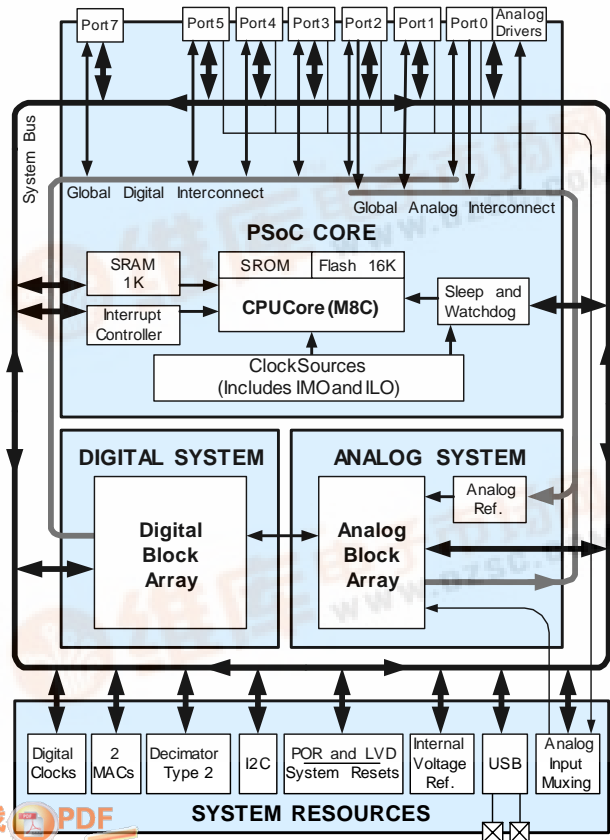 Port7
Port5
Port4
Port3
Port2
Port1
Port0
Analog
Drivers
System Bus
Global Digital Interconnect
Global Analog Interconnect
PSoC CORE
SRAM
1K
SROM
Flash 16K
CPUCore (M8C)
Interrupt
Controller
Sleep and
Watchdog
ClockSources
(Includes IMO and ILO)
DIGITAL SYSTEM
ANALOG SYSTEM
Digital
Block
Array
Analog
Block
Array
Analog
Ref.
Digital
Clocks
2
MACs
Decimator
Type 2
I2C
POR and LVD
System Resets
Internal
Voltage
Ref.
USB
Analog
Input
Muxing
SYSTEM RESOURCES
PDF